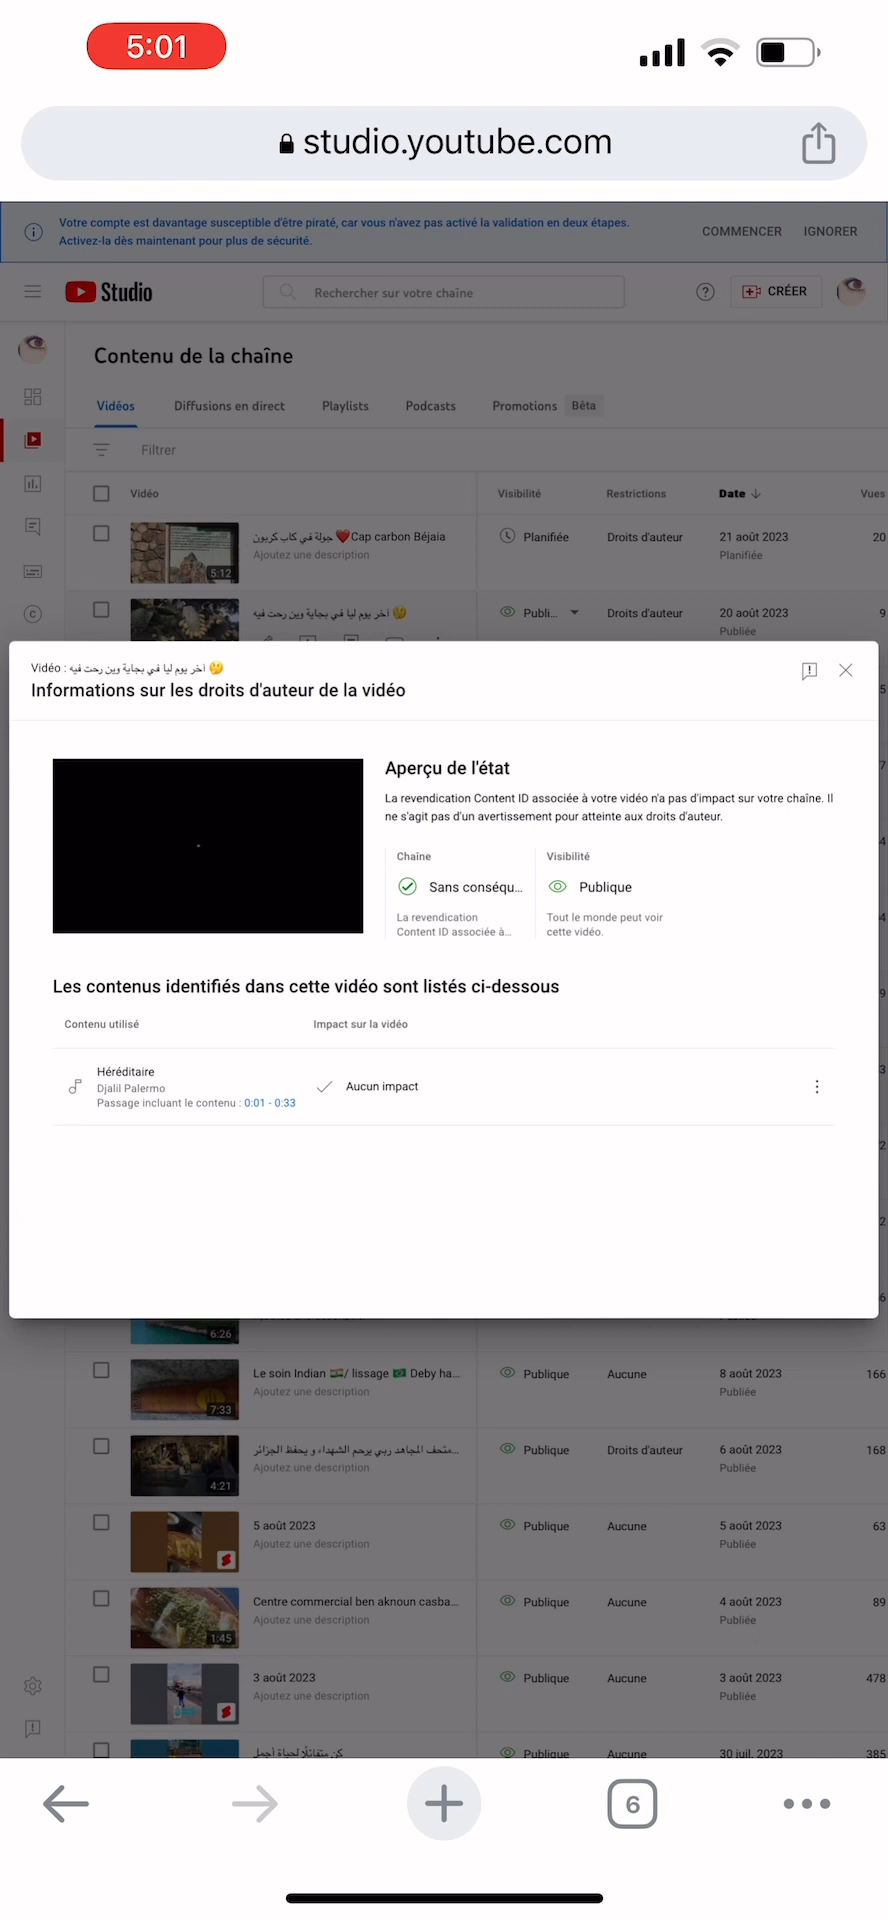 5:01
studio.youtube.com
Votre compte est davantage susceptible d'être piraté, car vous n'avez pas activé la validation en deux étapes.
Activez-la dès maintenant pour plus de sécurité.
COMMENCER IGNORER
Studio
Rechercher sur votre chaîne
CRÉER
Contenu de la chaîne
Vidéos Diffusions en direct Playlists Podcasts Promotions Bêta
Filtrer
Vidéo Visibilité Restrictions Date Vues
جولة في كاب كربون ❤️Cap carbon Béjaia Planifiée Droits d'auteur 21 août 2023 20
Ajoutez une description Planifiée
5:12
آخر يوم ليا في بجاية وين رحت فيه 🤔 Publi... Droits d'auteur 20 août 2023 9
Publiée
Vidéo : آخر يوم ليا في بجاية وين رحت فيه 🤔
Informations sur les droits d'auteur de la vidéo
Aperçu de l'état
La revendication Content ID associée à votre vidéo n'a pas d'impact sur votre chaîne. Il
ne s'agit pas d'un avertissement pour atteinte aux droits d'auteur.
Chaîne Visibilité
Sans conséqu... Publique
La revendication Tout le monde peut voir
Content ID associée à... cette vidéo.
Les contenus identifiés dans cette vidéo sont listés ci-dessous
Contenu utilisé Impact sur la vidéo
Héréditaire
Djalil Palermo Aucun impact
Passage incluant le contenu : 0:01 - 0:33
6:26
Le soin Indian 🇮🇳/ lissage 🇧🇷 Deby ha... Publique Aucune 8 août 2023 166
Ajoutez une description Publiée
7:33
متحف المجاهد ربي يرحم الشهداء و يحفظ الجزائر... Publique Droits d'auteur 6 août 2023 168
Ajoutez une description Publiée
4:21
5 août 2023 Publique Aucune 5 août 2023 63
Ajoutez une description Publiée
Centre commercial ben aknoun casba... Publique Aucune 4 août 2023 89
Ajoutez une description Publiée
1:45
3 août 2023 Publique Aucune 3 août 2023 478
Ajoutez une description Publiée
كن متفائلًا لحياة أجمل Publique Aucune 30 juil. 2023 385
6